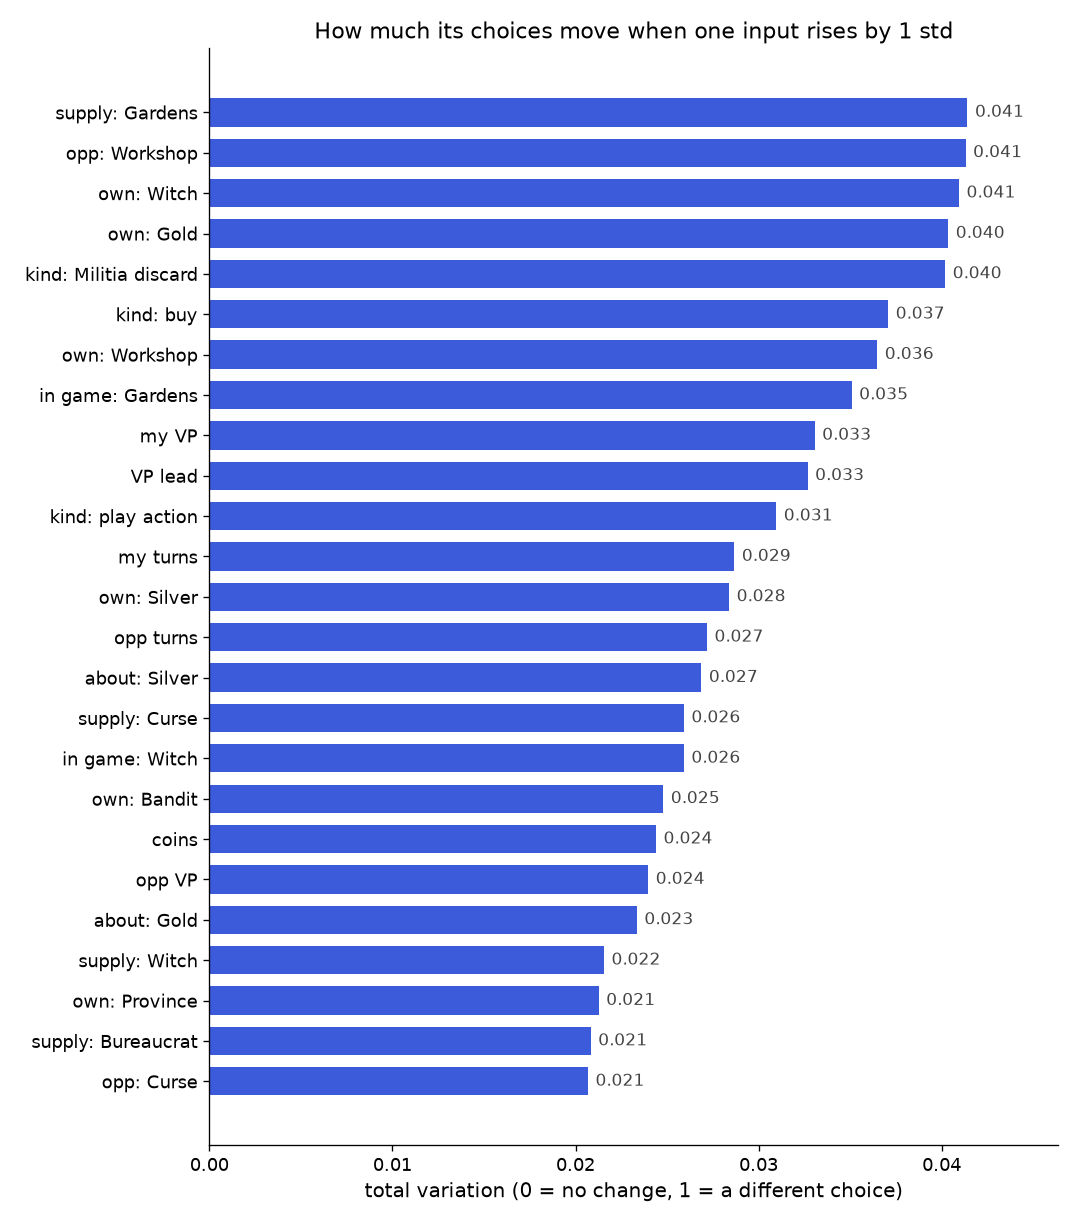 How much its choices move when one input rises by 1 std
supply: Gardens 0.041
opp: Workshop 0.041
own: Witch 0.041
own: Gold 0.040
kind: Militia discard 0.040
kind: buy 0.037
own: Workshop 0.036
in game: Gardens 0.035
my VP 0.033
VP lead 0.033
kind: play action 0.031
my turns 0.029
own: Silver 0.028
opp turns 0.027
about: Silver 0.027
supply: Curse 0.026
in game: Witch 0.026
own: Bandit 0.025
coins 0.024
opp VP 0.024
about: Gold 0.023
supply: Witch 0.022
own: Province 0.021
supply: Bureaucrat 0.021
opp: Curse 0.021
0.00 0.01 0.02 0.03 0.04
total variation (0 = no change, 1 = a different choice)